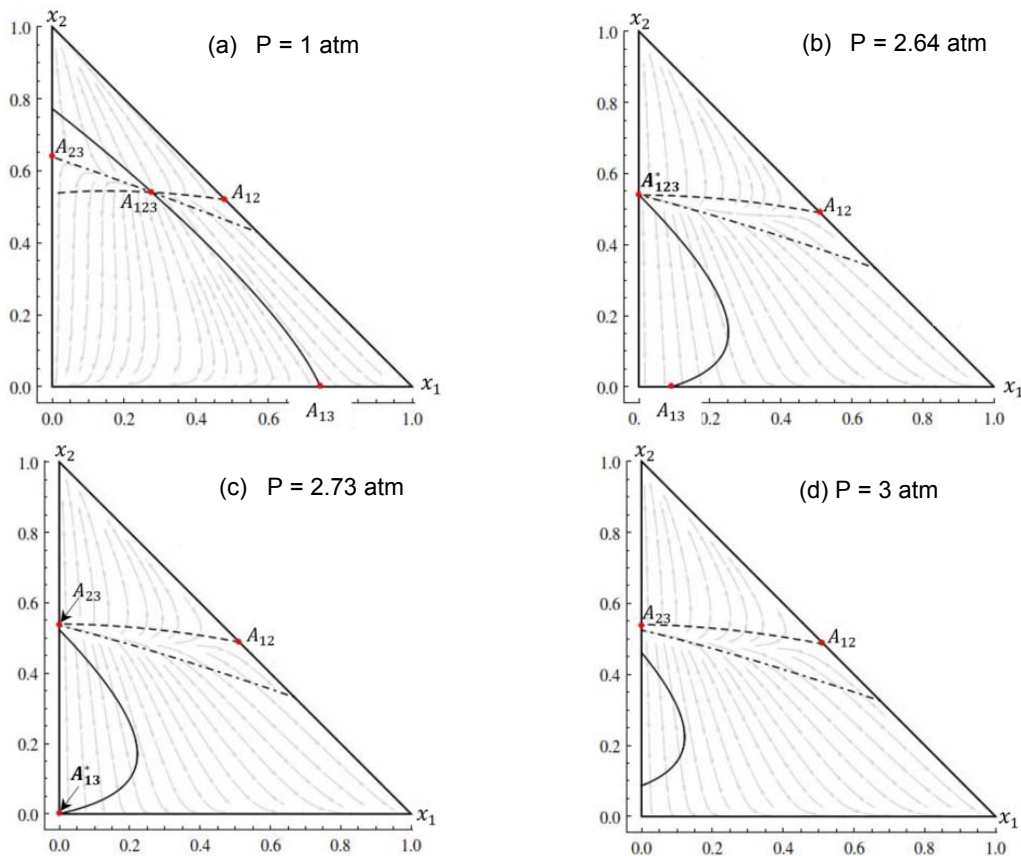 (a) P = 1 atm
x₂
1.0
0.8
0.6
0.4
0.2
0.0
A₂₃
A₁₂₃
A₁₂
A₁₃
x₁
0.0 0.2 0.4 0.6 1.0
(b) P = 2.64 atm
x₂
1.0
0.8
0.6
0.4
0.2
0.0
A*₁₂₃
A₁₂
A₁₃
x₁
0.0 0.4 0.6 0.8 1.0
(c) P = 2.73 atm
x₂
1.0
0.8
0.6
0.4
0.2
0.0
A₂₃
A₁₂
A*₁₃
x₁
0.0 0.2 0.4 0.6 0.8 1.0
(d) P = 3 atm
x₂
1.0
0.8
0.6
0.4
0.2
0.0
A₂₃
A₁₂
x₁
0.0 0.2 0.4 0.6 0.8 1.0